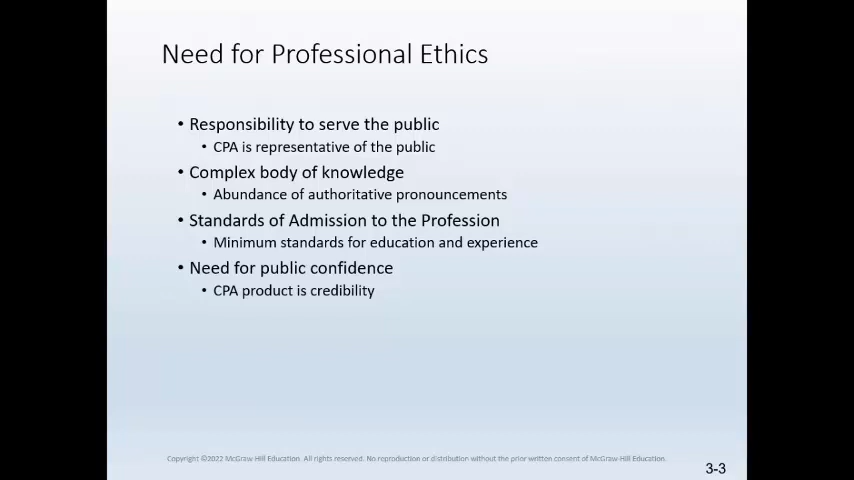 Need for Professional Ethics
• Responsibility to serve the public
• CPA is representative of the public
• Complex body of knowledge
• Abundance of authoritative pronouncements
• Standards of Admission to the Profession
• Minimum standards for education and experience
• Need for public confidence
• CPA product is credibility
Copyright ©2022 McGraw-Hill Education. All rights reserved. No reproduction or distribution without the prior written consent of McGraw-Hill Education.
3-3